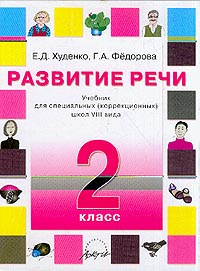 Е.Д. Худенко, Г.А. Фёдорова
РАЗВИТИЕ РЕЧИ
Учебник
для специальных (коррекционных)
школ VIII вида
2
класс